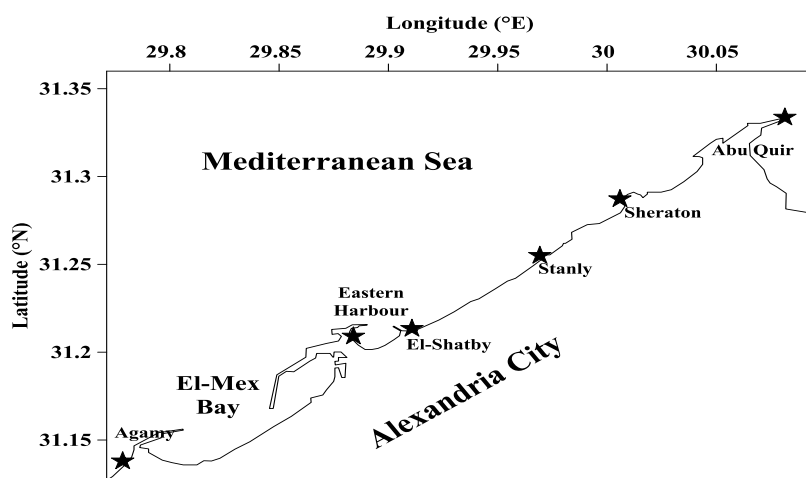 Longitude (°E)
29.8 29.85 29.9 29.95 30 30.05
31.35
Abu Quir
Mediterranean Sea
31.3
Sheraton
Latitude (°N)
31.25
Stanly
Eastern
Harbour
El-Shatby
31.2
Alexandria City
El-Mex
Bay
Agamy
31.15